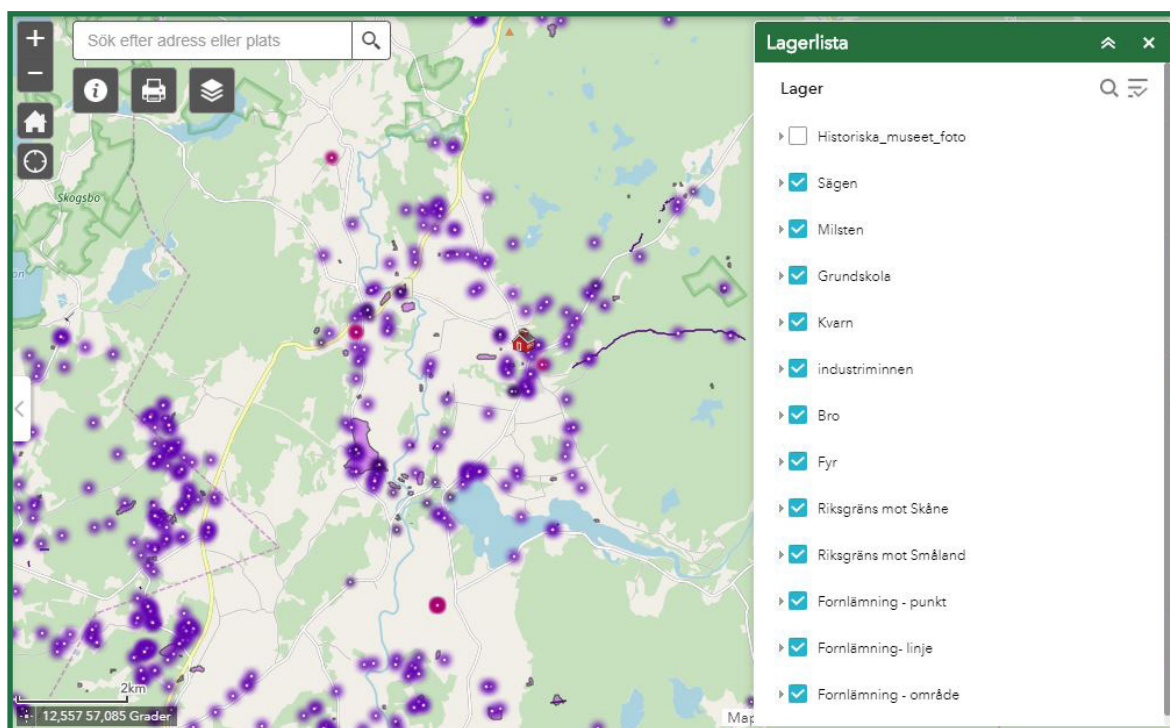 +
Sök efter adress eller plats
−
Skogsbo
on
2km
12,557 57,085 Grader
Map
Lagerlista
Lager
Historiska_museet_foto
Sägen
Milsten
Grundskola
Kvarn
industriminnen
Bro
Fyr
Riksgräns mot Skåne
Riksgräns mot Småland
Fornlämning - punkt
Fornlämning- linje
Fornlämning - område